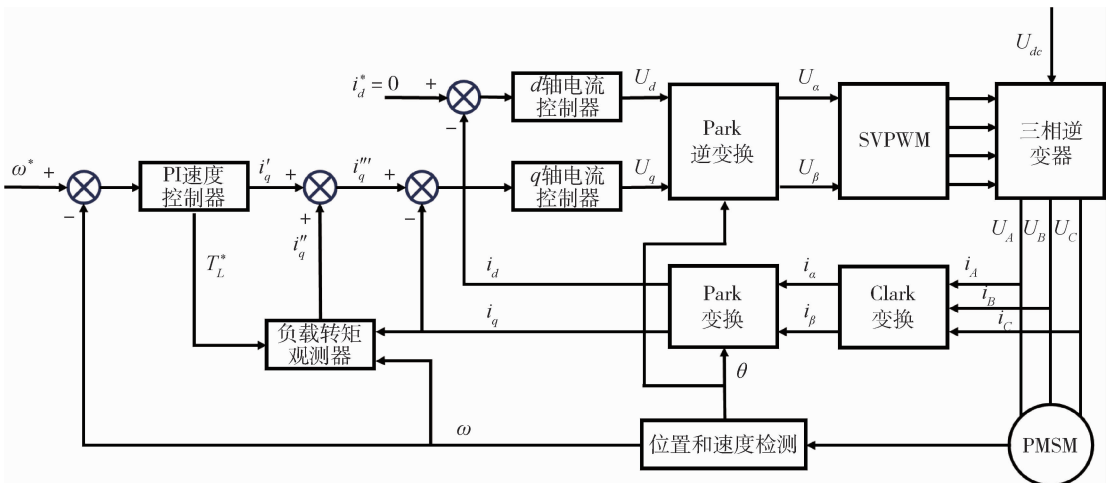 U_dc
i_d^* = 0
+
−
d轴电流
控制器
U_d
Park
逆变换
U_α
U_β
SVPWM
三相逆
变器
ω^*
+
−
PI速度
控制器
i_q′
+
+
i_q″
i_q‴
+
−
q轴电流
控制器
U_q
U_A
U_B
U_C
T_L^*
i_d
i_q
Park
变换
i_α
i_β
Clark
变换
i_A
i_B
i_C
负载转矩
观测器
θ
ω
位置和速度检测
PMSM